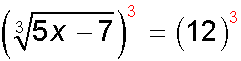 (∛(5x − 7))³ = (12)³